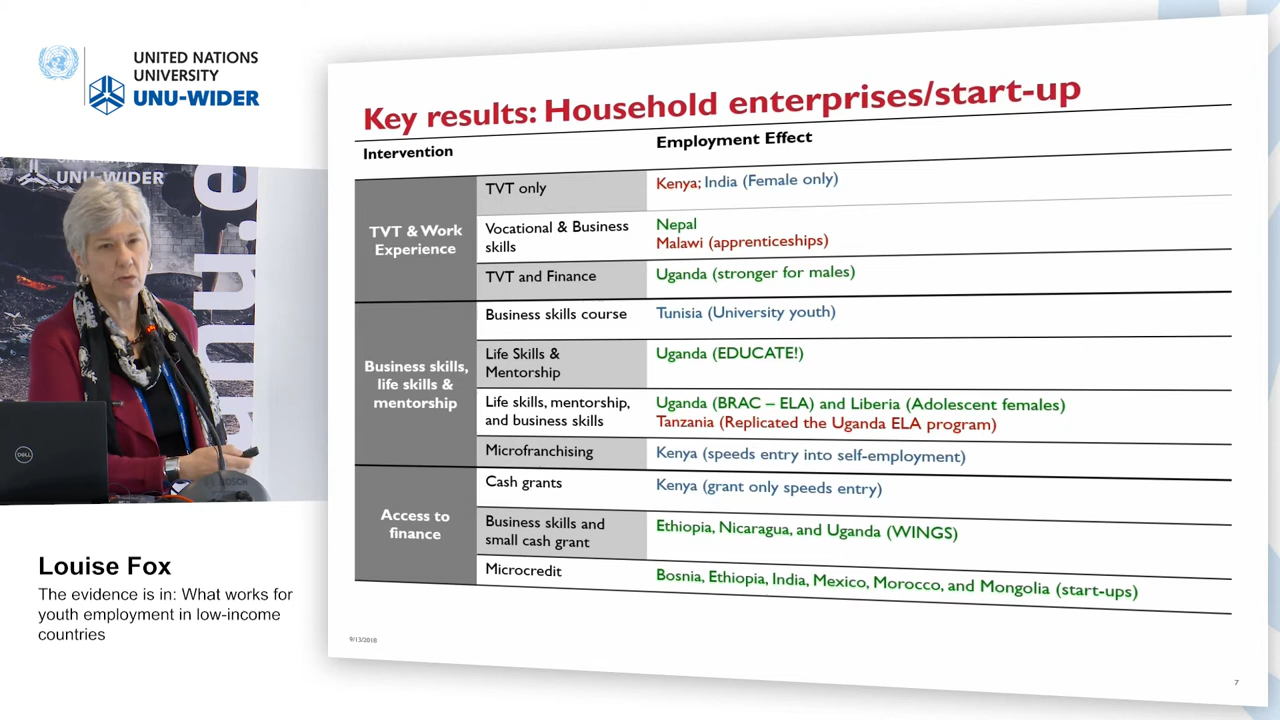 UNITED NATIONS
UNIVERSITY
UNU-WIDER
UNU-WIDER
unu.e
DELL
BOSCH
Louise Fox
The evidence is in: What works for
youth employment in low-income
countries
Key results: Household enterprises/start-up
Intervention
Employment Effect
TVT & Work
Experience
TVT only
Kenya; India (Female only)
Vocational & Business
skills
Nepal
Malawi (apprenticeships)
TVT and Finance
Uganda (stronger for males)
Business skills,
life skills &
mentorship
Business skills course
Tunisia (University youth)
Life Skills &
Mentorship
Uganda (EDUCATE!)
Life skills, mentorship,
and business skills
Uganda (BRAC – ELA) and Liberia (Adolescent females)
Tanzania (Replicated the Uganda ELA program)
Microfranchising
Kenya (speeds entry into self-employment)
Access to
finance
Cash grants
Kenya (grant only speeds entry)
Business skills and
small cash grant
Ethiopia, Nicaragua, and Uganda (WINGS)
Microcredit
Bosnia, Ethiopia, India, Mexico, Morocco, and Mongolia (start-ups)
9/13/2018
7